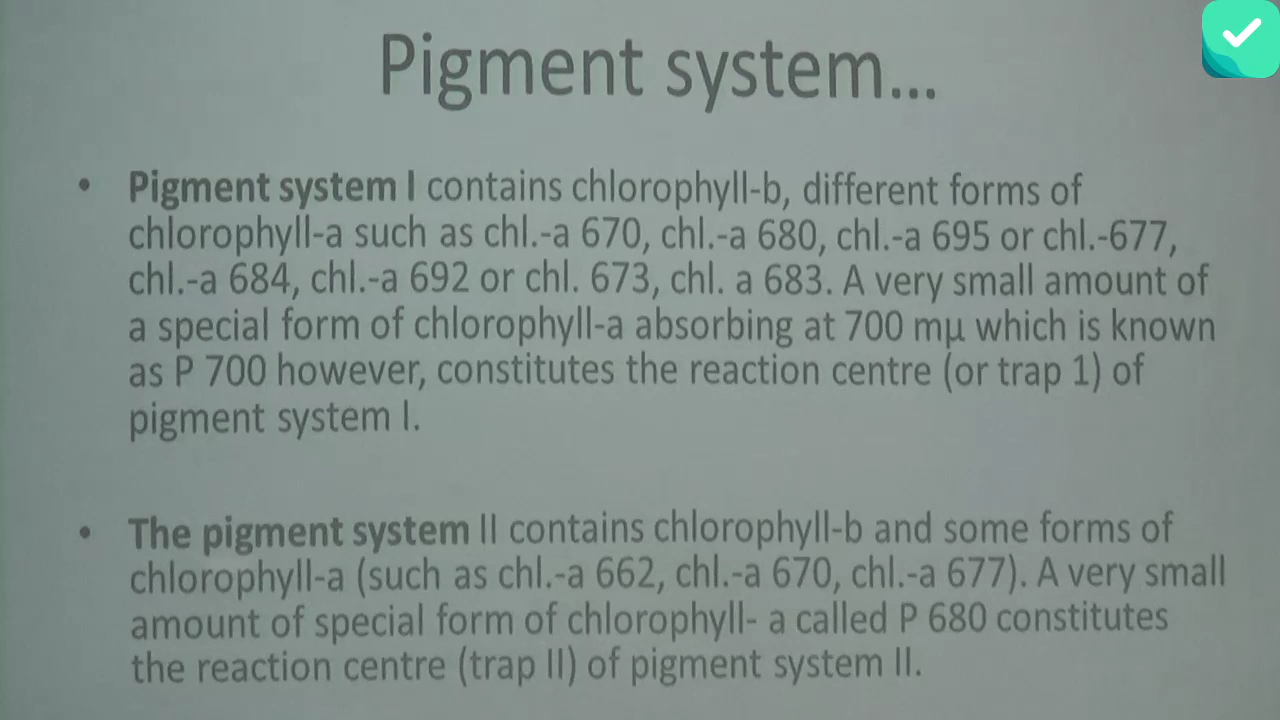 Pigment system...
• Pigment system I contains chlorophyll-b, different forms of
chlorophyll-a such as chl.-a 670, chl.-a 680, chl.-a 695 or chl.-677,
chl.-a 684, chl.-a 692 or chl. 673, chl. a 683. A very small amount of
a special form of chlorophyll-a absorbing at 700 mµ which is known
as P 700 however, constitutes the reaction centre (or trap 1) of
pigment system I.
• The pigment system II contains chlorophyll-b and some forms of
chlorophyll-a (such as chl.-a 662, chl.-a 670, chl.-a 677). A very small
amount of special form of chlorophyll- a called P 680 constitutes
the reaction centre (trap II) of pigment system II.